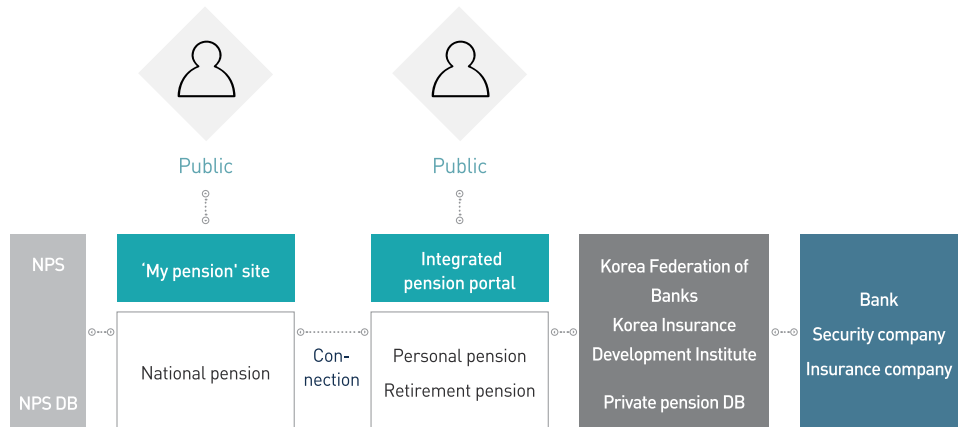 Public
Public
NPS
NPS DB
‘My pension’ site
National pension
Con-
nection
Integrated
pension portal
Personal pension
Retirement pension
Korea Federation of
Banks
Korea Insurance
Development Institute
Private pension DB
Bank
Security company
Insurance company